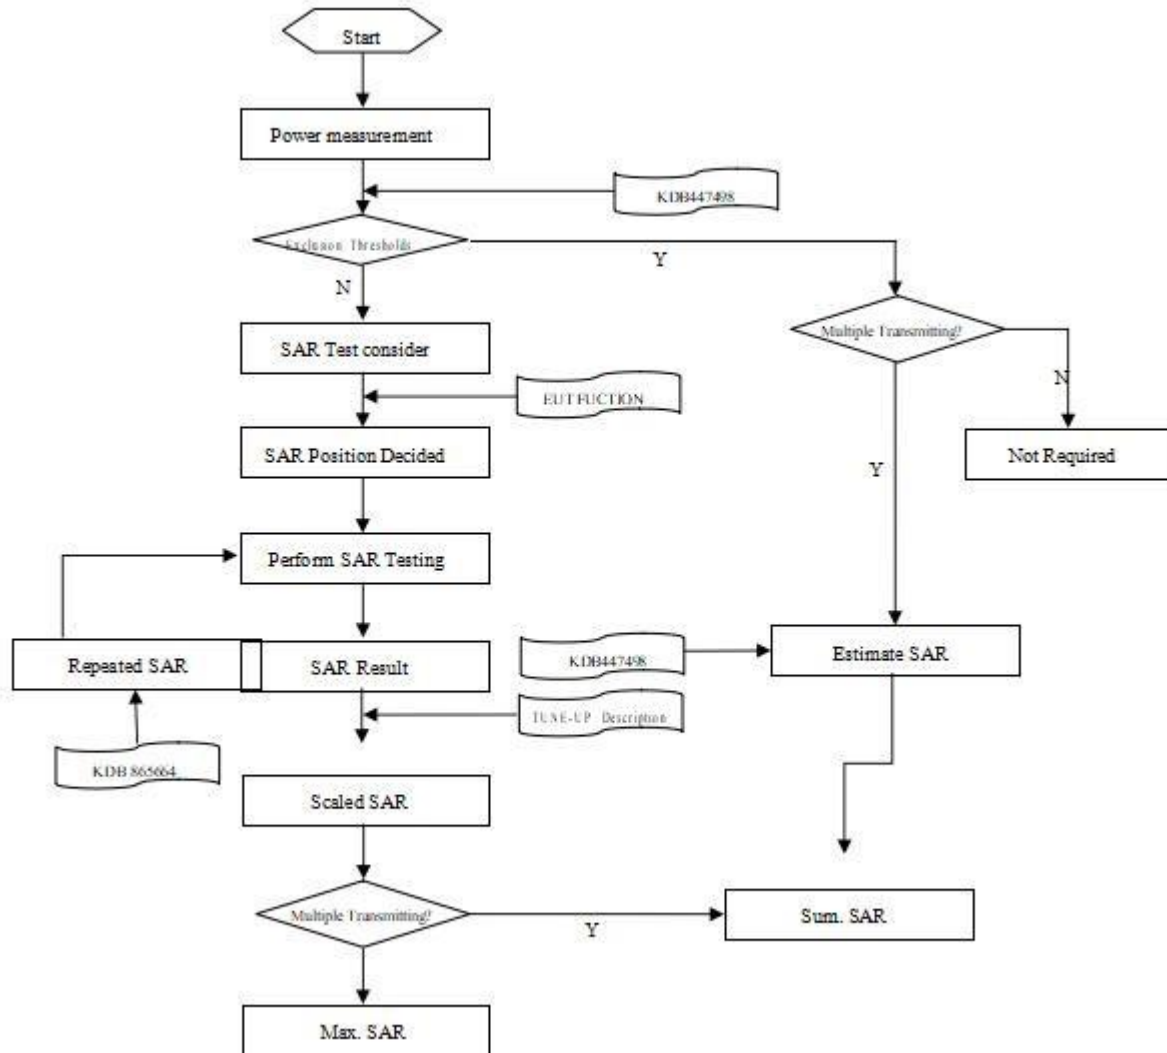 Start
Power measurement
KDB447498
Exclusion Thresholds
Y
N
Multiple Transmitting?
SAR Test consider
N
EUT FUCTION
SAR Position Decided
Not Required
Y
Perform SAR Testing
Repeated SAR
SAR Result
KDB447498
Estimate SAR
TUNE-UP Description
KDB 865664
Scaled SAR
Multiple Transmitting?
Y
Sum. SAR
Max. SAR